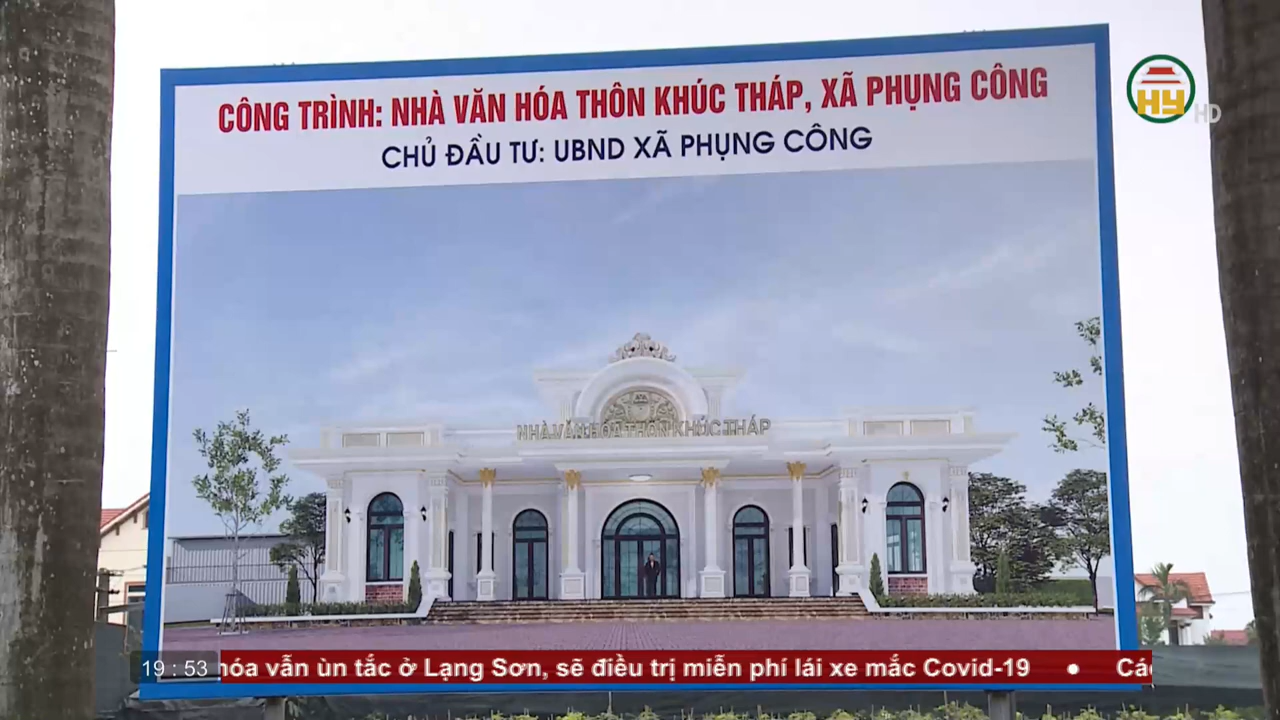 CÔNG TRÌNH: NHÀ VĂN HÓA THÔN KHÚC THÁP, XÃ PHỤNG CÔNG
CHỦ ĐẦU TƯ: UBND XÃ PHỤNG CÔNG
HY HD
NHÀ VĂN HÓA THÔN KHÚC THÁP
19 : 53
hóa vẫn ùn tắc ở Lạng Sơn, sẽ điều trị miễn phí lái xe mắc Covid-19 ●